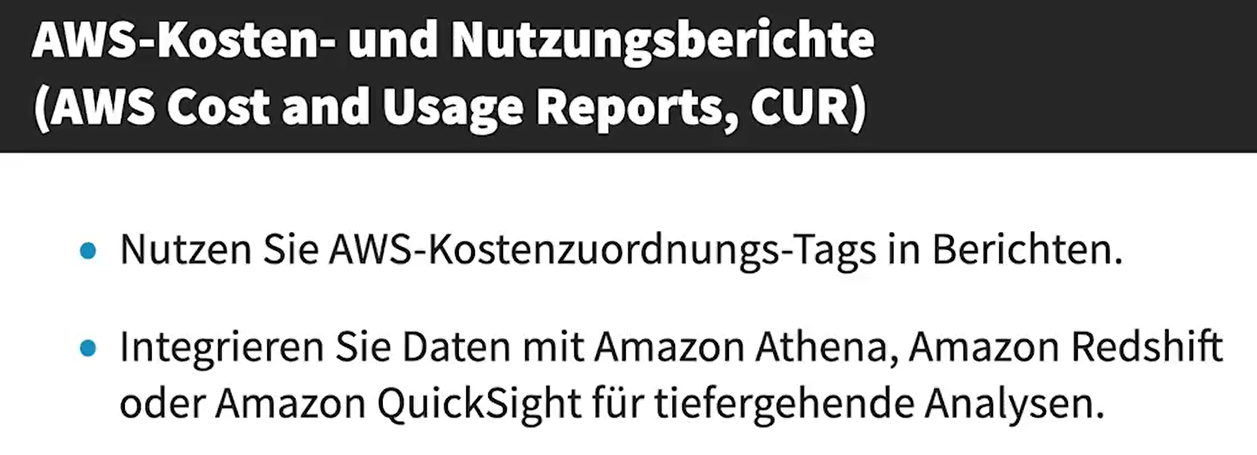 AWS-Kosten- und Nutzungsberichte
(AWS Cost and Usage Reports, CUR)
• Nutzen Sie AWS-Kostenzuordnungs-Tags in Berichten.
• Integrieren Sie Daten mit Amazon Athena, Amazon Redshift
oder Amazon QuickSight für tiefergehende Analysen.